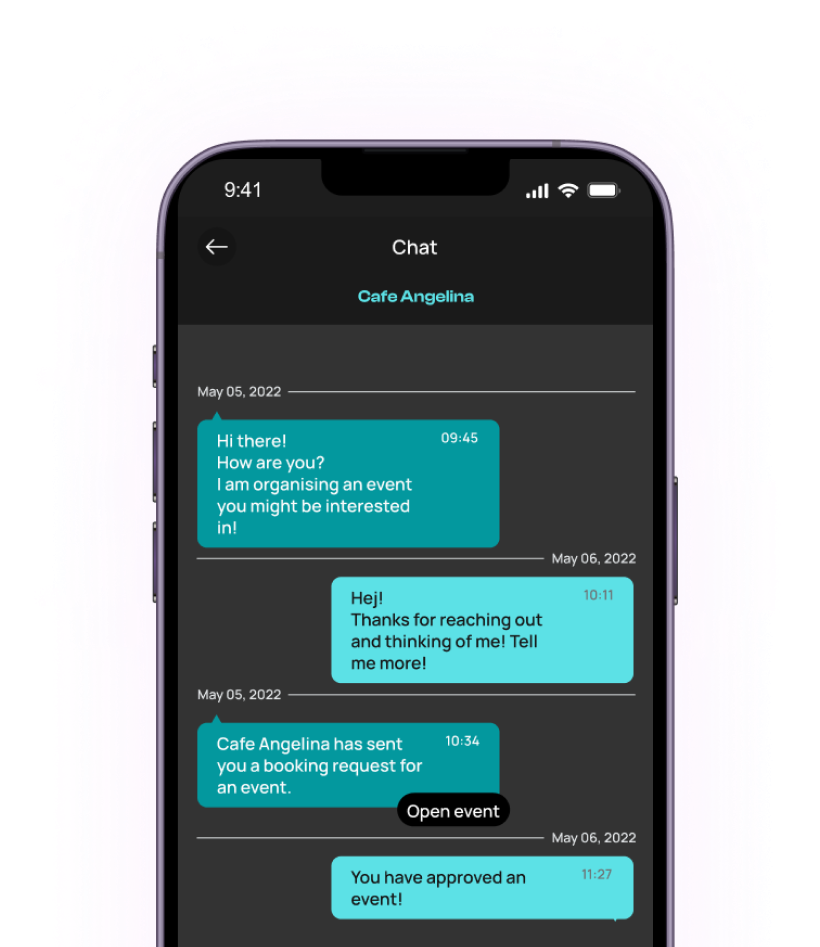 9:41
Chat
Cafe Angelina
May 05, 2022
Hi there! 09:45
How are you?
I am organising an event
you might be interested
in!
May 06, 2022
Hej! 10:11
Thanks for reaching out
and thinking of me! Tell
me more!
May 05, 2022
Cafe Angelina has sent 10:34
you a booking request for
an event.
Open event
May 06, 2022
You have approved an 11:27
event!